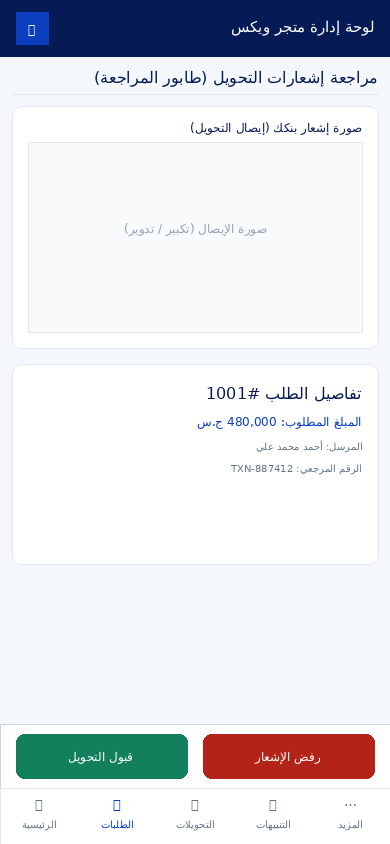 لوحة إدارة متجر ويكس
مراجعة إشعارات التحويل (طابور المراجعة)
صورة إشعار بنكك (إيصال التحويل)
صورة الإيصال (تكبير / تدوير)
تفاصيل الطلب #1001
المبلغ المطلوب: 480,000 ج.س
المرسل: أحمد محمد علي
الرقم المرجعي: TXN-887412
رفض الإشعار
قبول التحويل
المزيد
التنبيهات
التحويلات
الطلبات
الرئيسية